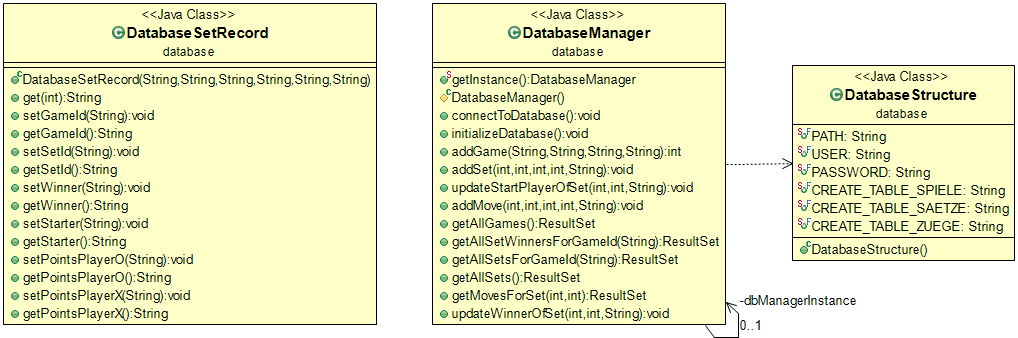 <<Java Class>>
DatabaseSetRecord
database
DatabaseSetRecord(String,String,String,String,String,String)
get(int):String
setGameId(String):void
getGameId():String
setSetId(String):void
getSetId():String
setWinner(String):void
getWinner():String
setStarter(String):void
getStarter():String
setPointsPlayerO(String):void
getPointsPlayerO():String
setPointsPlayerX(String):void
getPointsPlayerX():String
<<Java Class>>
DatabaseManager
database
getInstance():DatabaseManager
DatabaseManager()
connectToDatabase():void
initializeDatabase():void
addGame(String,String,String,String):int
addSet(int,int,int,int,String):void
updateStartPlayerOfSet(int,int,String):void
addMove(int,int,int,int,String):void
getAllGames():ResultSet
getAllSetWinnersForGameId(String):ResultSet
getAllSetsForGameId(String):ResultSet
getAllSets():ResultSet
getMovesForSet(int,int):ResultSet
updateWinnerOfSet(int,int,String):void
-dbManagerInstance
0..1
<<Java Class>>
DatabaseStructure
database
PATH: String
USER: String
PASSWORD: String
CREATE_TABLE_SPIELE: String
CREATE_TABLE_SAETZE: String
CREATE_TABLE_ZUEGE: String
DatabaseStructure()